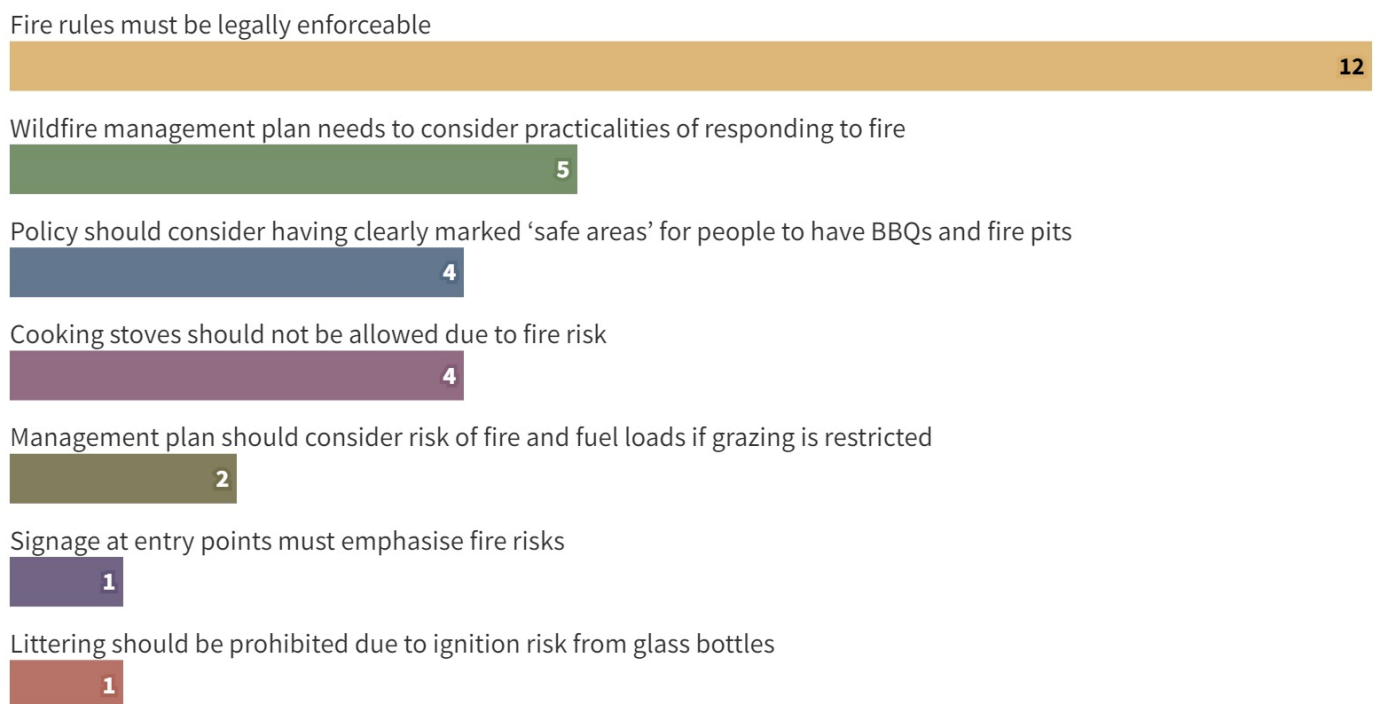 Fire rules must be legally enforceable
12
Wildfire management plan needs to consider practicalities of responding to fire
5
Policy should consider having clearly marked ‘safe areas’ for people to have BBQs and fire pits
4
Cooking stoves should not be allowed due to fire risk
4
Management plan should consider risk of fire and fuel loads if grazing is restricted
2
Signage at entry points must emphasise fire risks
1
Littering should be prohibited due to ignition risk from glass bottles
1